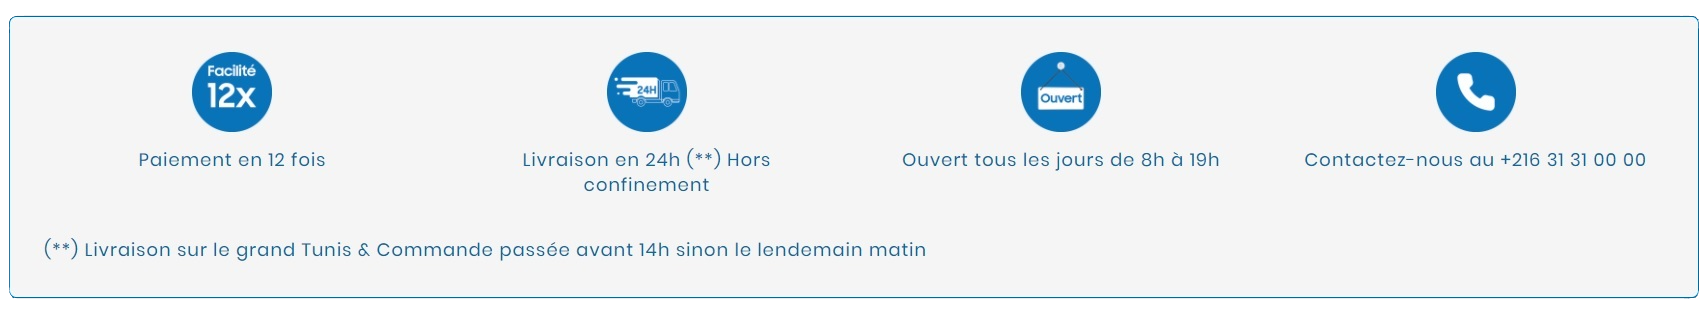 Facilité
12x
24H
Ouvert
Paiement en 12 fois
Livraison en 24h (**) Hors
confinement
Ouvert tous les jours de 8h à 19h
Contactez-nous au +216 31 31 00 00
(**) Livraison sur le grand Tunis & Commande passée avant 14h sinon le lendemain matin